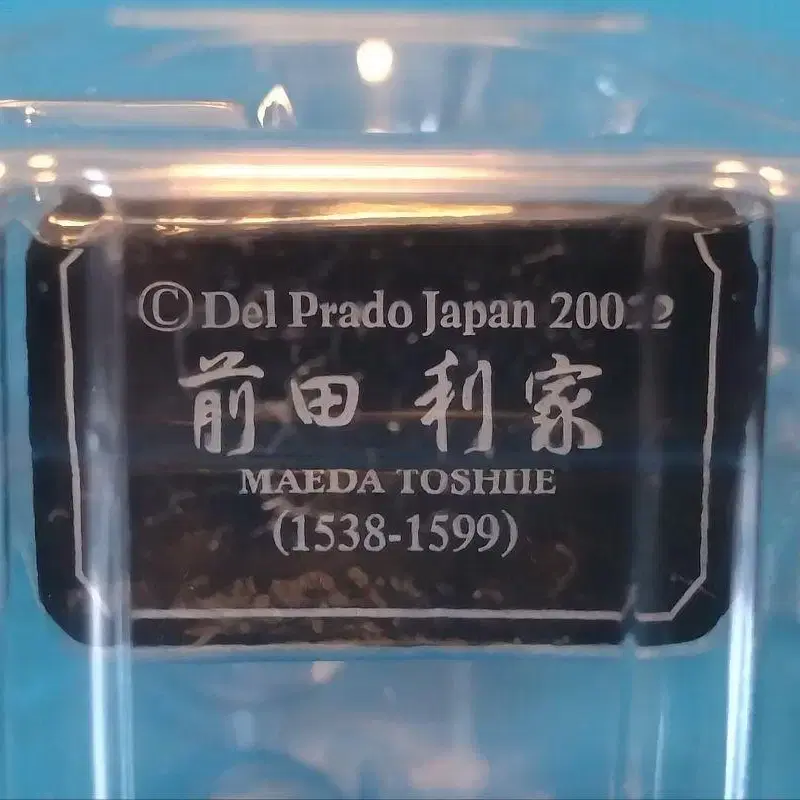 © Del Prado Japan 2002
前田 利家
MAEDA TOSHIIE
(1538-1599)